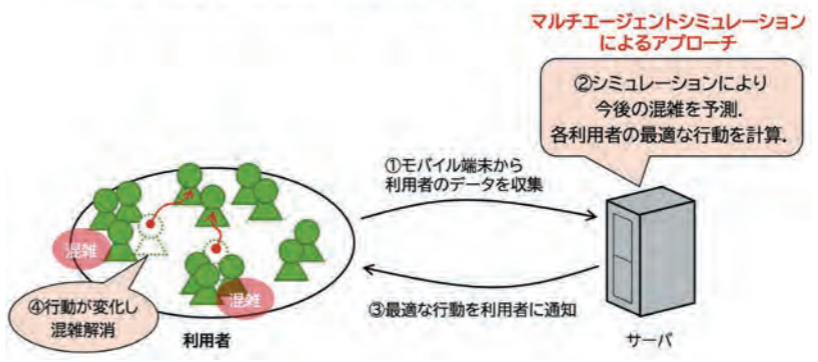 マルチエージェントシミュレーション
によるアプローチ
②シミュレーションにより
今後の混雑を予測.
各利用者の最適な行動を計算.
①モバイル端末から
利用者のデータを収集
混雑
混雑
④行動が変化し
混雑解消
③最適な行動を利用者に通知
利用者
サーバ